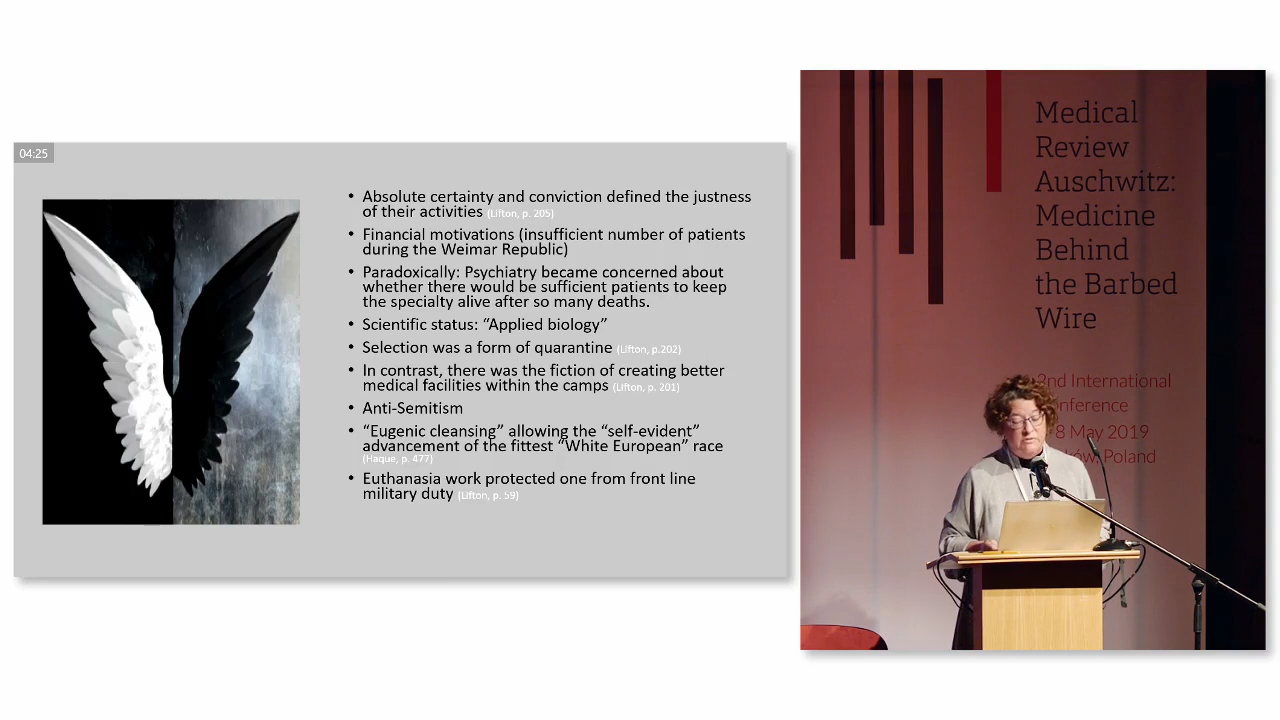 04:25
• Absolute certainty and conviction defined the justness
of their activities (Lifton, p. 205)
• Financial motivations (insufficient number of patients
during the Weimar Republic)
• Paradoxically: Psychiatry became concerned about
whether there would be sufficient patients to keep
the specialty alive after so many deaths.
• Scientific status: “Applied biology”
• Selection was a form of quarantine (Lifton, p.202)
• In contrast, there was the fiction of creating better
medical facilities within the camps (Lifton, p. 201)
• Anti-Semitism
• “Eugenic cleansing” allowing the “self-evident”
advancement of the fittest “White European” race
(Haque, p. 477)
• Euthanasia work protected one from front line
military duty (Lifton, p. 59)
Medical
Review
Auschwitz:
Medicine
Behind
the Barbed
Wire
2nd International
8 May 2019
Poland